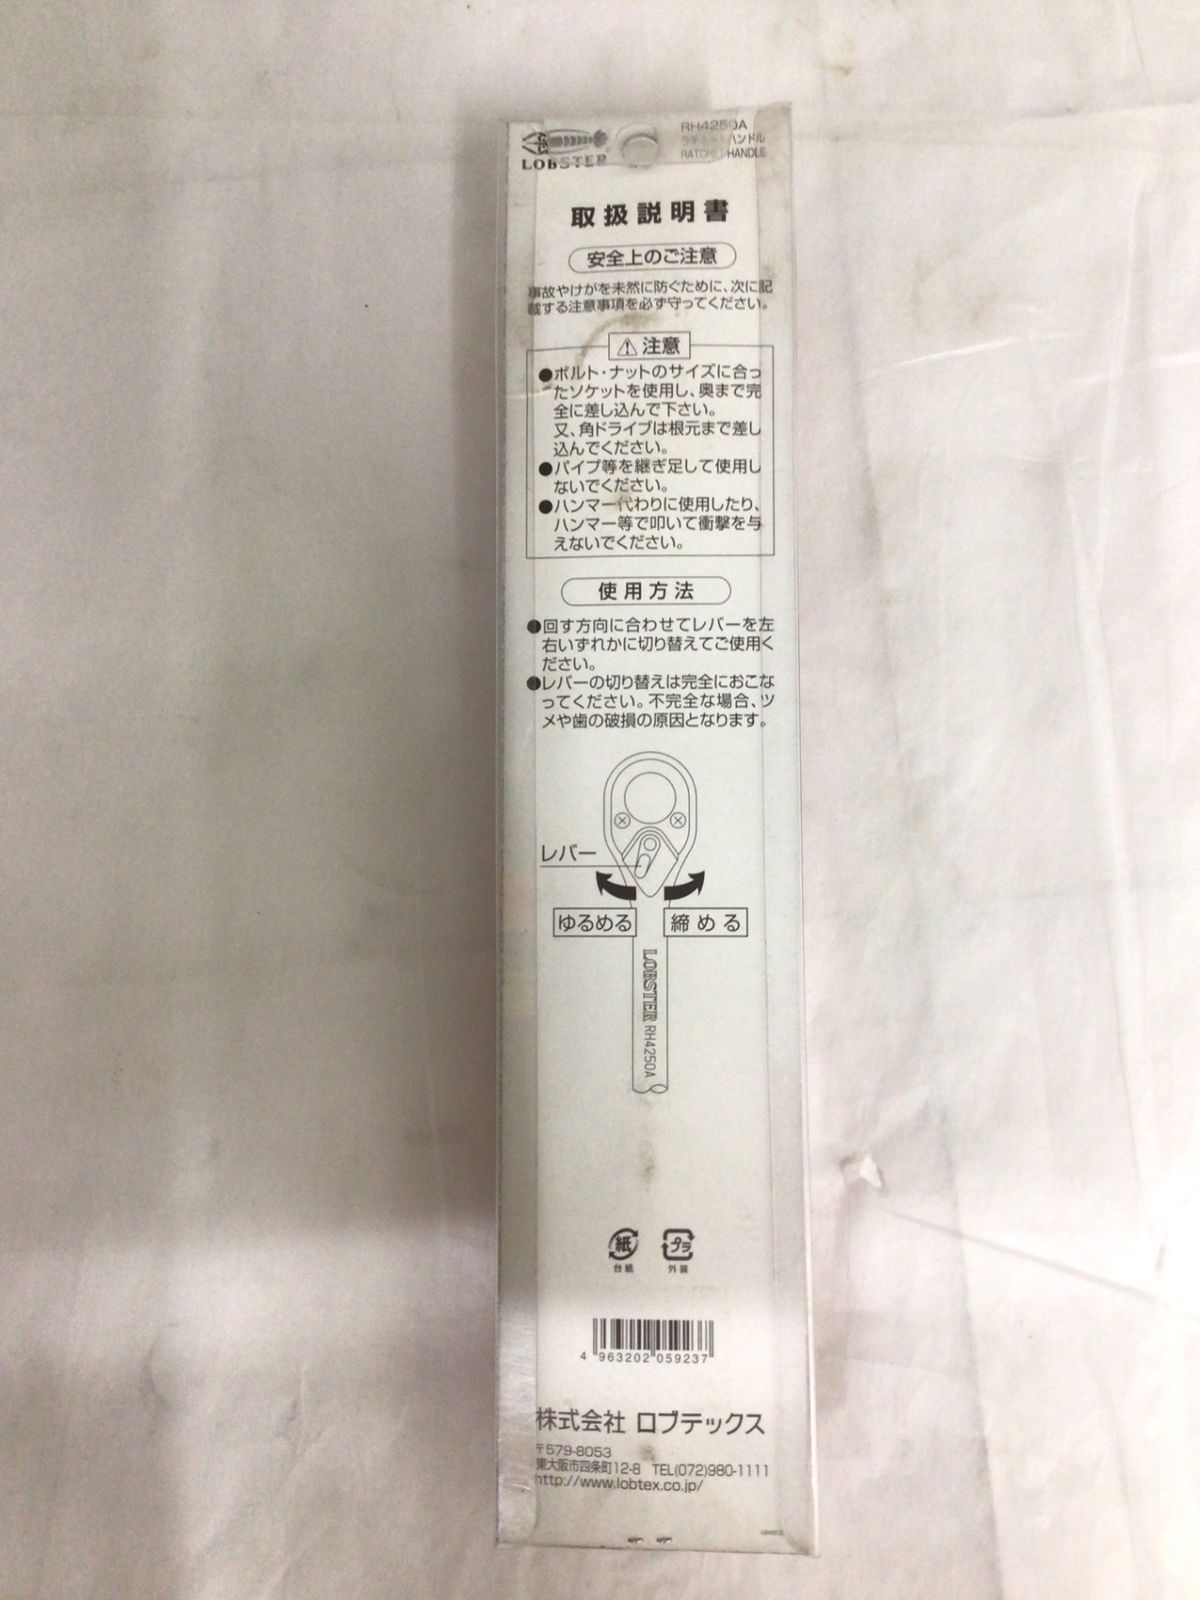 LOBSTER
RH4250A
ラチェットハンドル
RATCHET HANDLE
取扱説明書
安全上のご注意
事故やけがを未然に防ぐために、次に記
載する注意事項を必ず守ってください。
注意
●ボルト・ナットのサイズに合っ
たソケットを使用し、奥まで完
全に差し込んで下さい。
又、角ドライブは根元まで差し
込んでください。
●パイプ等を継ぎ足して使用し
ないでください。
●ハンマー代わりに使用したり、
ハンマー等で叩いて衝撃を与
えないでください。
使用方法
●回す方向に合わせてレバーを左
右いずれかに切り替えてご使用く
ださい。
●レバーの切り替えは完全におこな
ってください。不完全な場合、ツ
メや歯の破損の原因となります。
レバー
ゆるめる
締める
LOBSTER RH4250A
紙 プラ
台紙 外装
4 963202 059237
株式会社 ロブテックス
〒579-8053
東大阪市四条町12-8 TEL(072)980-1111
http://www.lobtex.co.jp/